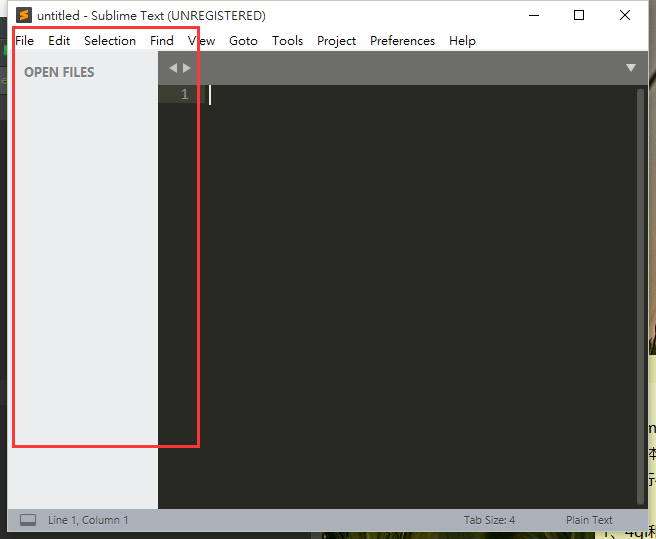 untitled - Sublime Text (UNREGISTERED)
File Edit Selection Find View Goto Tools Project Preferences Help
OPEN FILES
1
Line 1, Column 1 Tab Size: 4 Plain Text